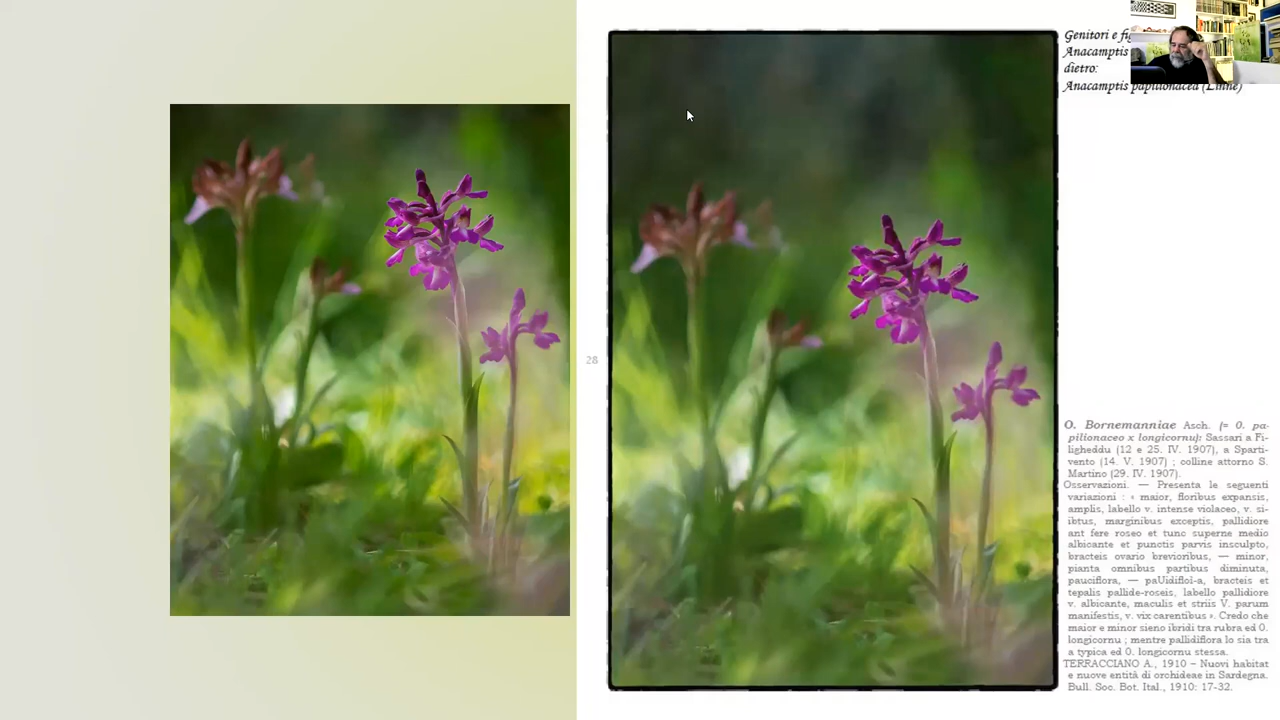 Genitori e
Anacamptis
dietro:
Anacamptis papilionacea (Linné)
28
O. Bornemanniae Asch. (= O. pa-
pilionaceo x longicornu): Sassari a Fi-
ligheddu (12 e 25. IV. 1907), a Sparti-
vento (14. V. 1907) ; colline attorno S.
Martino (29. IV. 1907).
Osservazioni. — Presenta le seguenti
variazioni : ‹ maior, floribus expansis,
amplis, labello v. intense violaceo, v. si-
ibtus, marginibus exceptis, pallidiore
ant fere roseo et tunc superne medio
albicante et punctis parvis insculpto,
bracteis ovario brevioribus, — minor,
pianta omnibus partibus diminuta,
pauciflora, — paUidifloi-a, bracteis et
tepalis pallide-roseis, labello pallidiore
v. albicante, maculis et striis V. parum
manifestis, v. vix carentibus ›. Credo che
maior e minor sieno ibridi tra rubra ed 0.
longicornu ; mentre pallidiflora lo sia tra
a typica ed 0. longicornu stessa.
TERRACCIANO A., 1910 – Nuovi habitat
e nuove entità di orchideae in Sardegna.
Bull. Soc. Bot. Ital., 1910: 17-32.